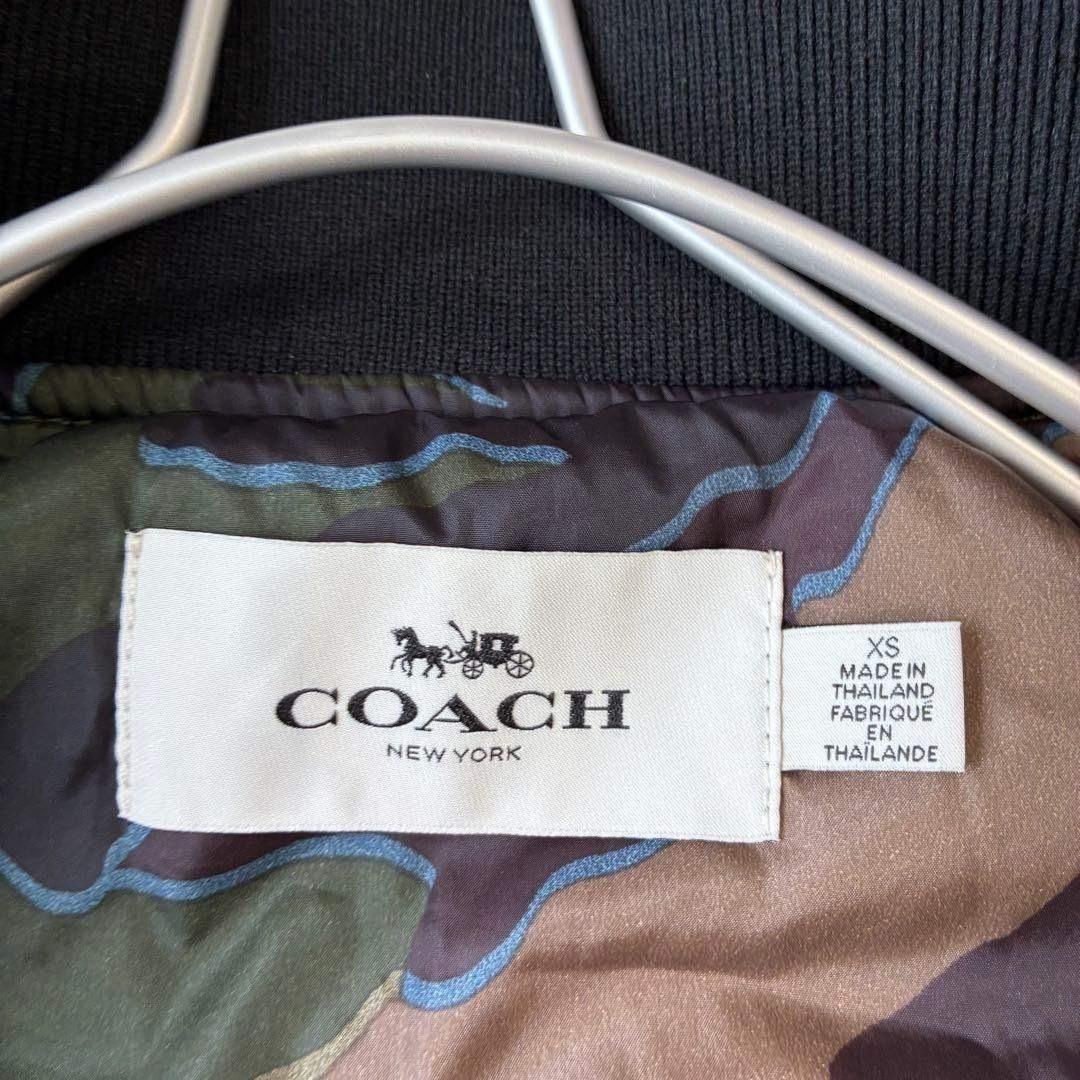 COACH
NEW YORK
XS
MADE IN
THAILAND
FABRIQUÉ
EN
THAÏLANDE